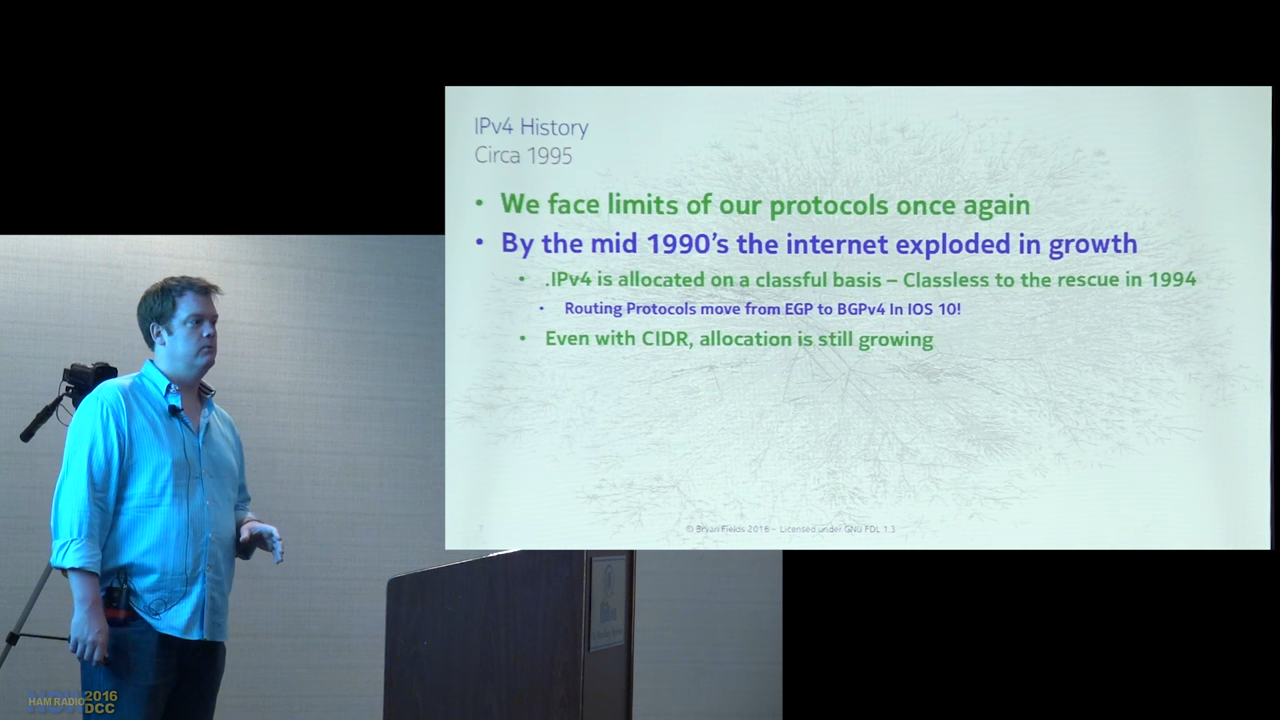 IPv4 History
Circa 1995
• We face limits of our protocols once again
• By the mid 1990's the internet exploded in growth
• .IPv4 is allocated on a classful basis – Classless to the rescue in 1994
• Routing Protocols move from EGP to BGPv4 In IOS 10!
• Even with CIDR, allocation is still growing
7
© Bryan Fields 2016 – Licensed under GNU FDL 1.3
HAM RADIO 2016
DCC